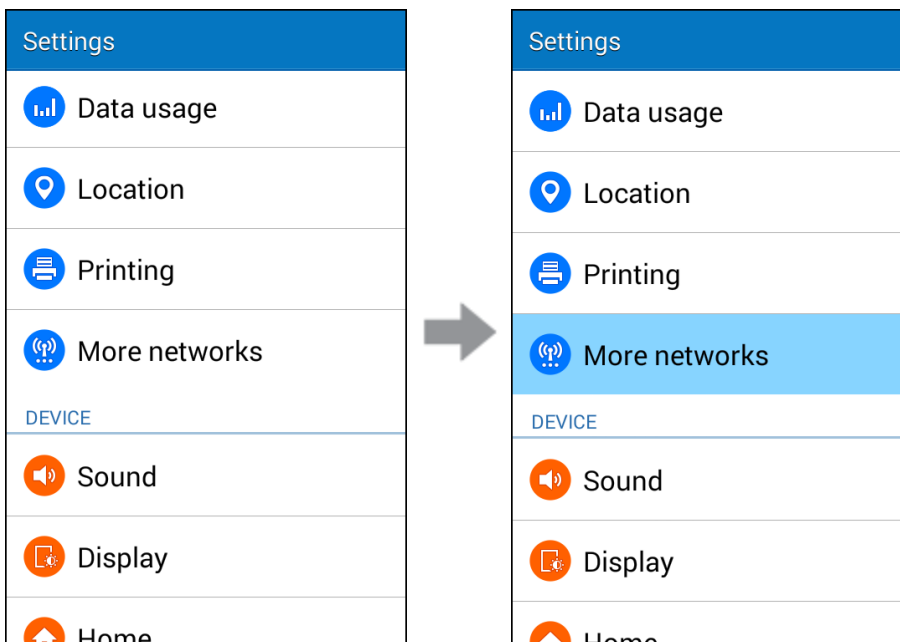 Settings
Data usage
Location
Printing
More networks
DEVICE
Sound
Display
Home
Settings
Data usage
Location
Printing
More networks
DEVICE
Sound
Display
Home